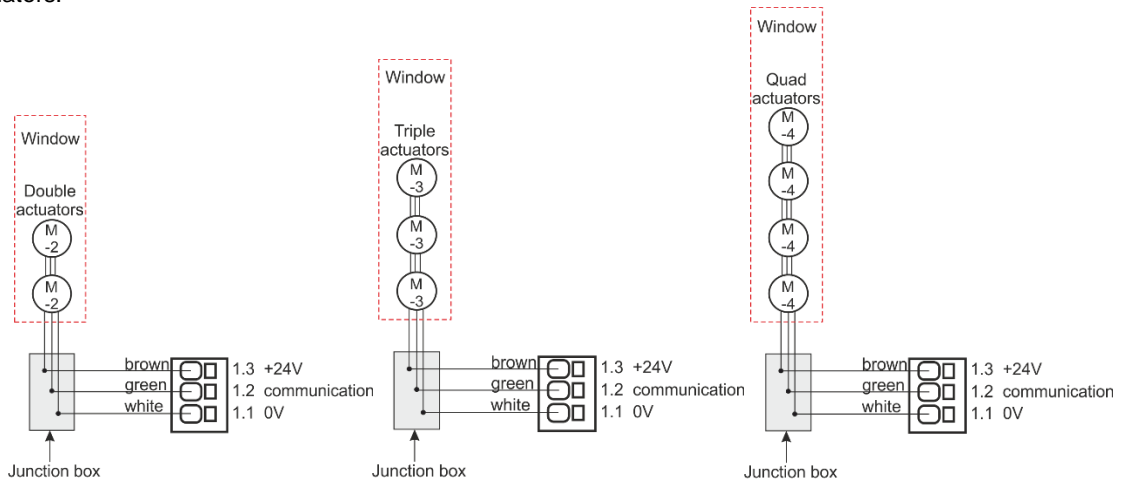 Window
Double
actuators
M
-2
M
-2
brown
green
white
1.3 +24V
1.2 communication
1.1 0V
Junction box
Window
Triple
actuators
M
-3
M
-3
M
-3
brown
green
white
1.3 +24V
1.2 communication
1.1 0V
Junction box
Window
Quad
actuators
M
-4
M
-4
M
-4
M
-4
brown
green
white
1.3 +24V
1.2 communication
1.1 0V
Junction box